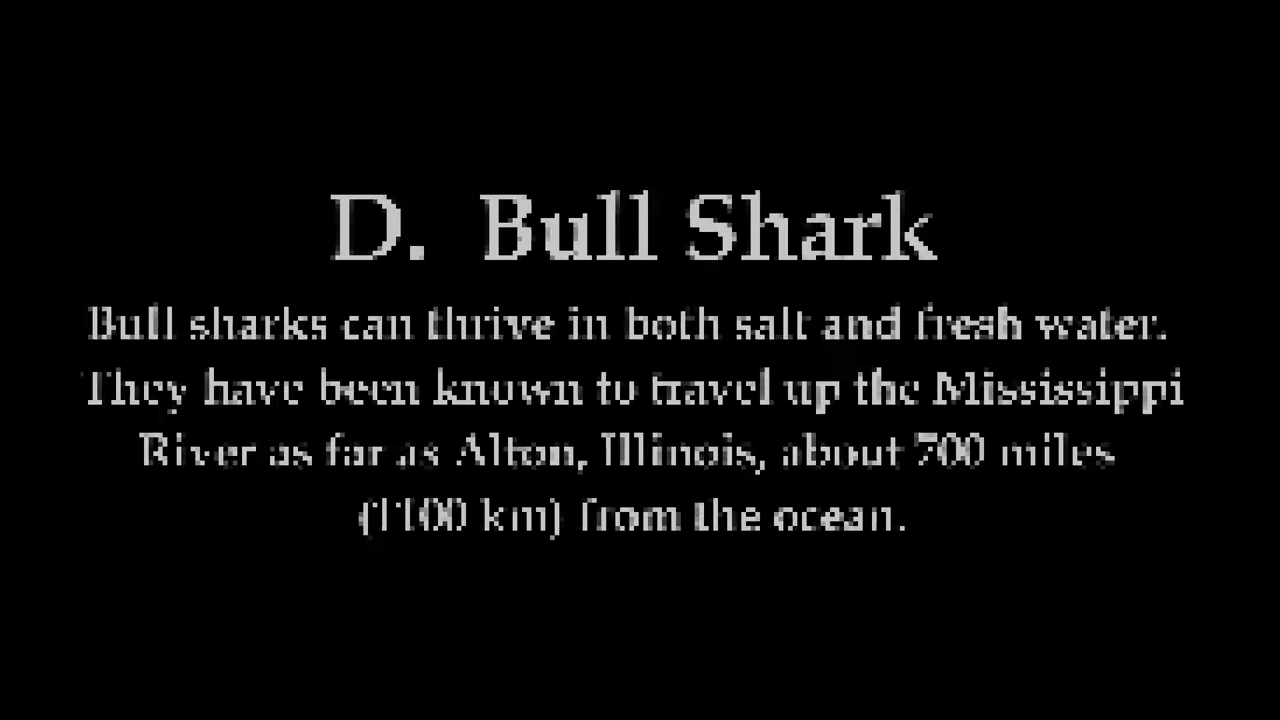 D. Bull Shark
Bull sharks can thrive in both salt and fresh water.
They have been known to travel up the Mississippi
River as far as Alton, Illinois, about 700 miles
(1100 km) from the ocean.